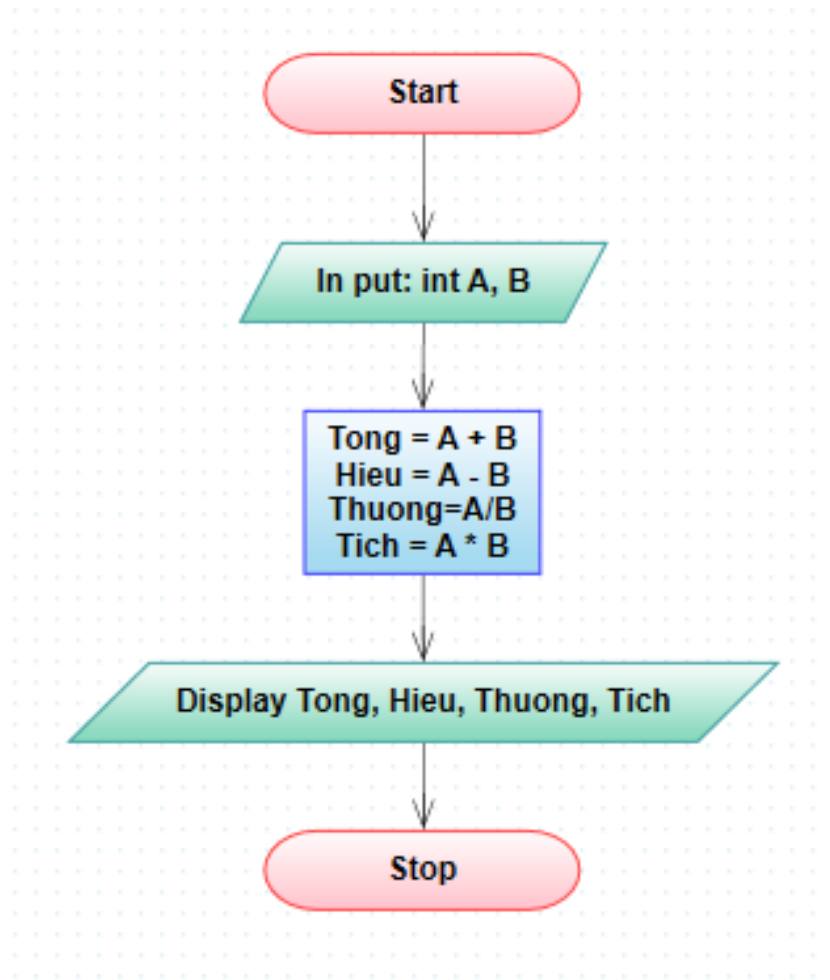 Start
In put: int A, B
Tong = A + B
Hieu = A - B
Thuong=A/B
Tich = A * B
Display Tong, Hieu, Thuong, Tich
Stop